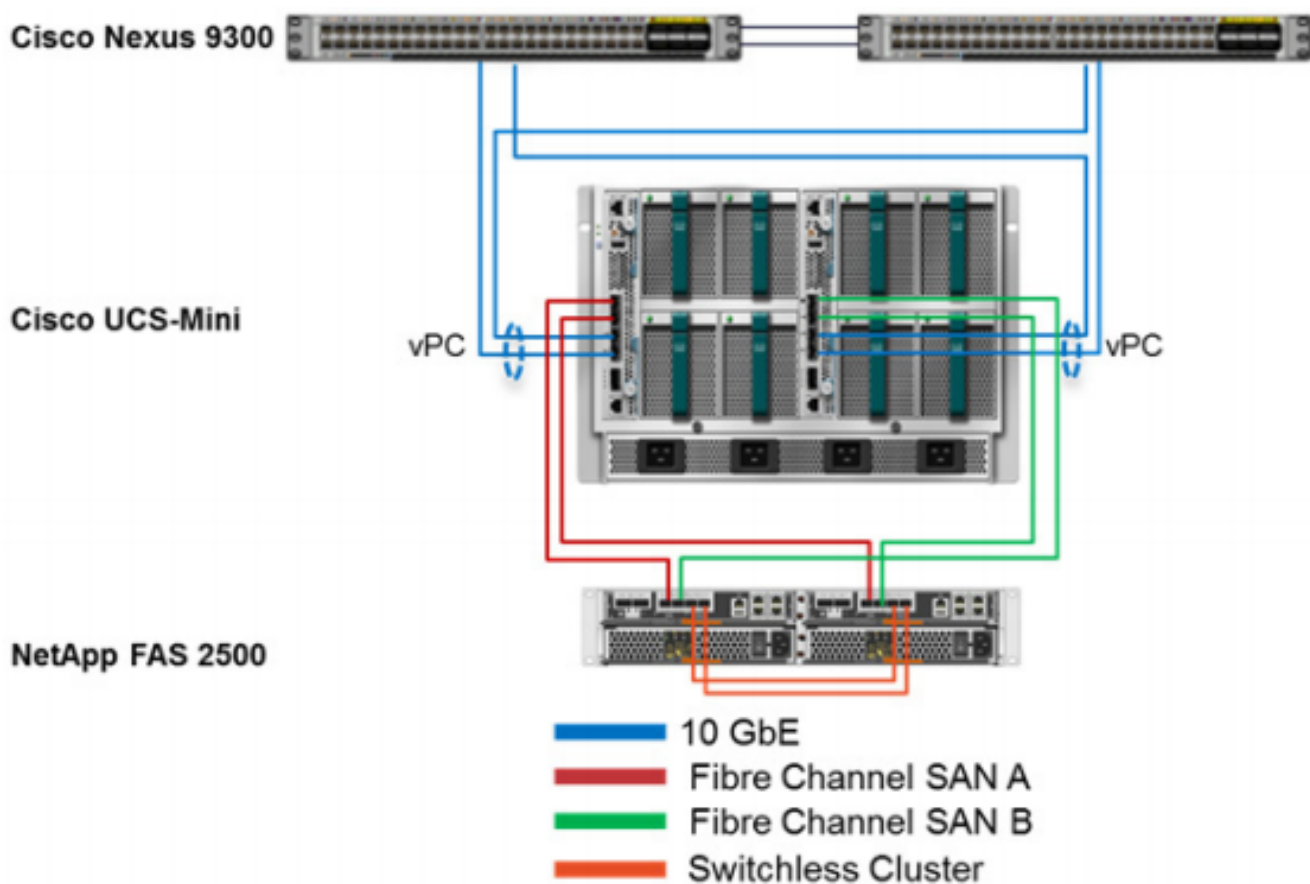 Cisco Nexus 9300
Cisco UCS-Mini
vPC
vPC
NetApp FAS 2500
10 GbE
Fibre Channel SAN A
Fibre Channel SAN B
Switchless Cluster